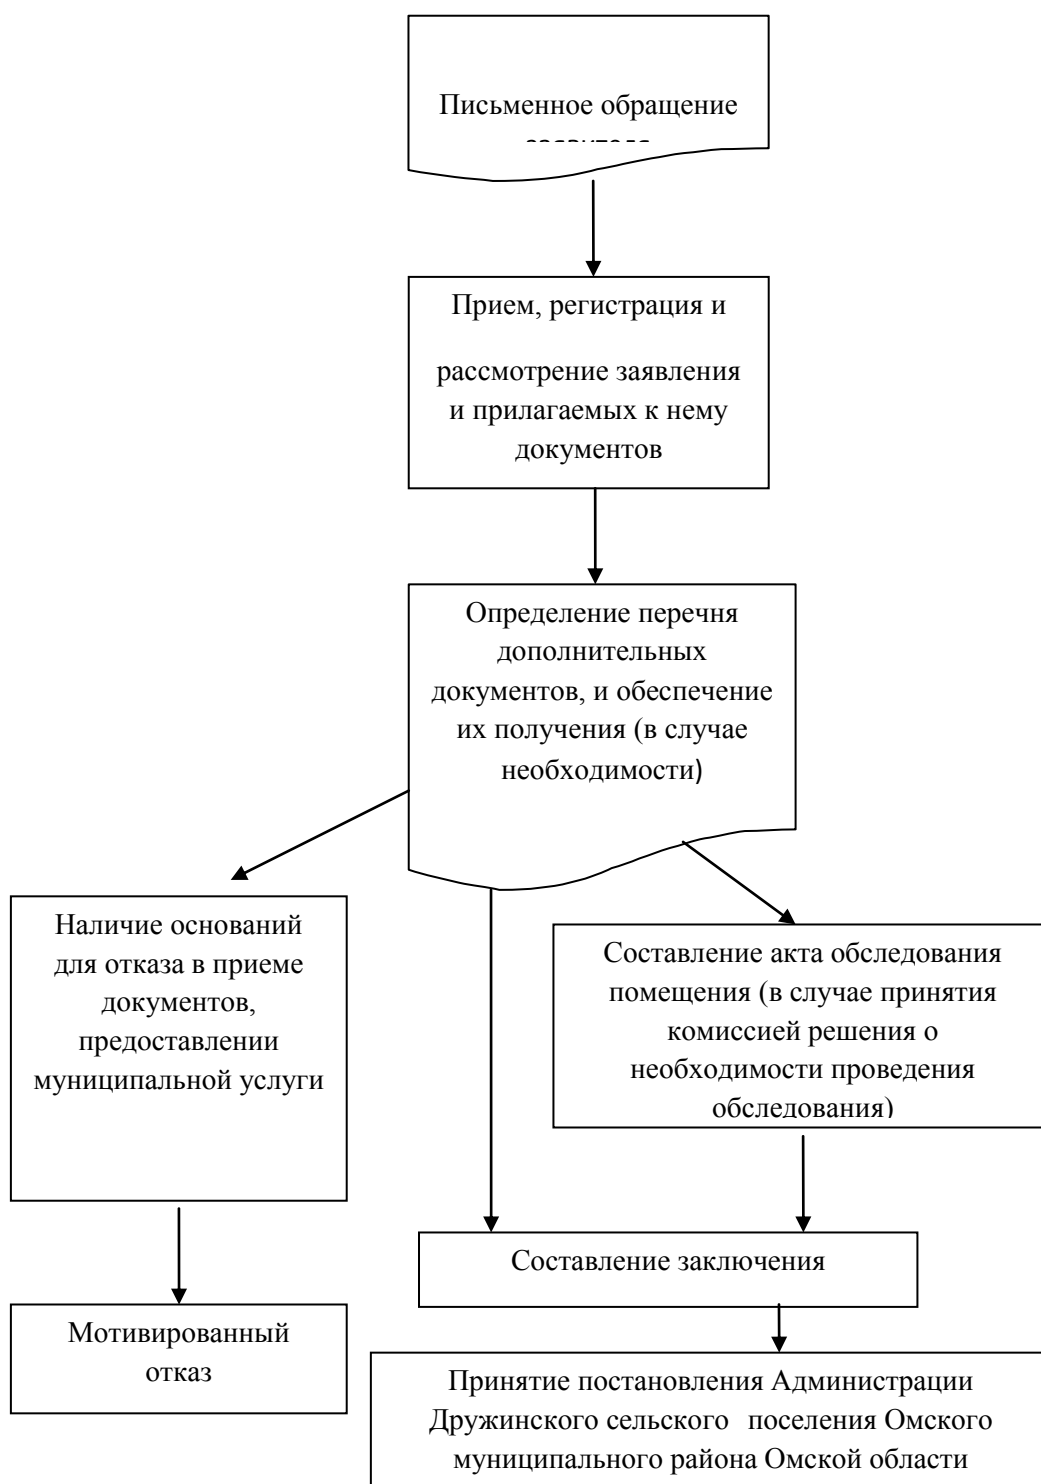 Письменное обращение
Прием, регистрация и
рассмотрение заявления
и прилагаемых к нему
документов
Определение перечня
дополнительных
документов, и обеспечение
их получения (в случае
необходимости)
Наличие оснований
для отказа в приеме
документов,
предоставлении
муниципальной услуги
Составление акта обследования
помещения (в случае принятия
комиссией решения о
необходимости проведения
обследования)
Составление заключения
Мотивированный
отказ
Принятие постановления Администрации
Дружинского сельского поселения Омского
муниципального района Омской области